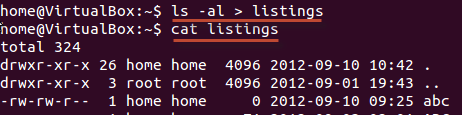 home@VirtualBox:~$ ls -al > listings
home@VirtualBox:~$ cat listings
total 324
drwxr-xr-x 26 home home  4096 2012-09-10 10:42 .
drwxr-xr-x  3 root root  4096 2012-09-01 19:43 ..
-rw-rw-r--  1 home home     0 2012-09-10 09:25 abc